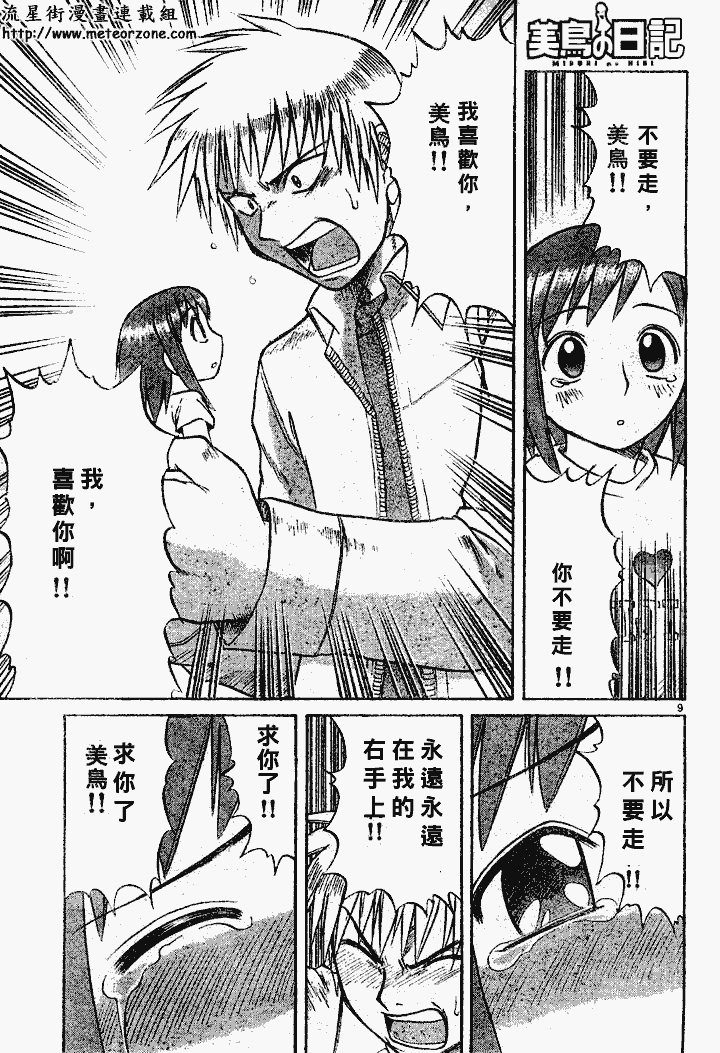 流星街漫畫連載組
http://www.meteorzone.com
美鳥の日記
MIDORI no HIBI
不要走，
美鳥!!
你不要走!!
我喜歡你，
美鳥!!
我，
喜歡你啊!!
9
所以
不要走!!
永遠永遠
在我的
右手上!!
求你了!!
求你了
美鳥!!